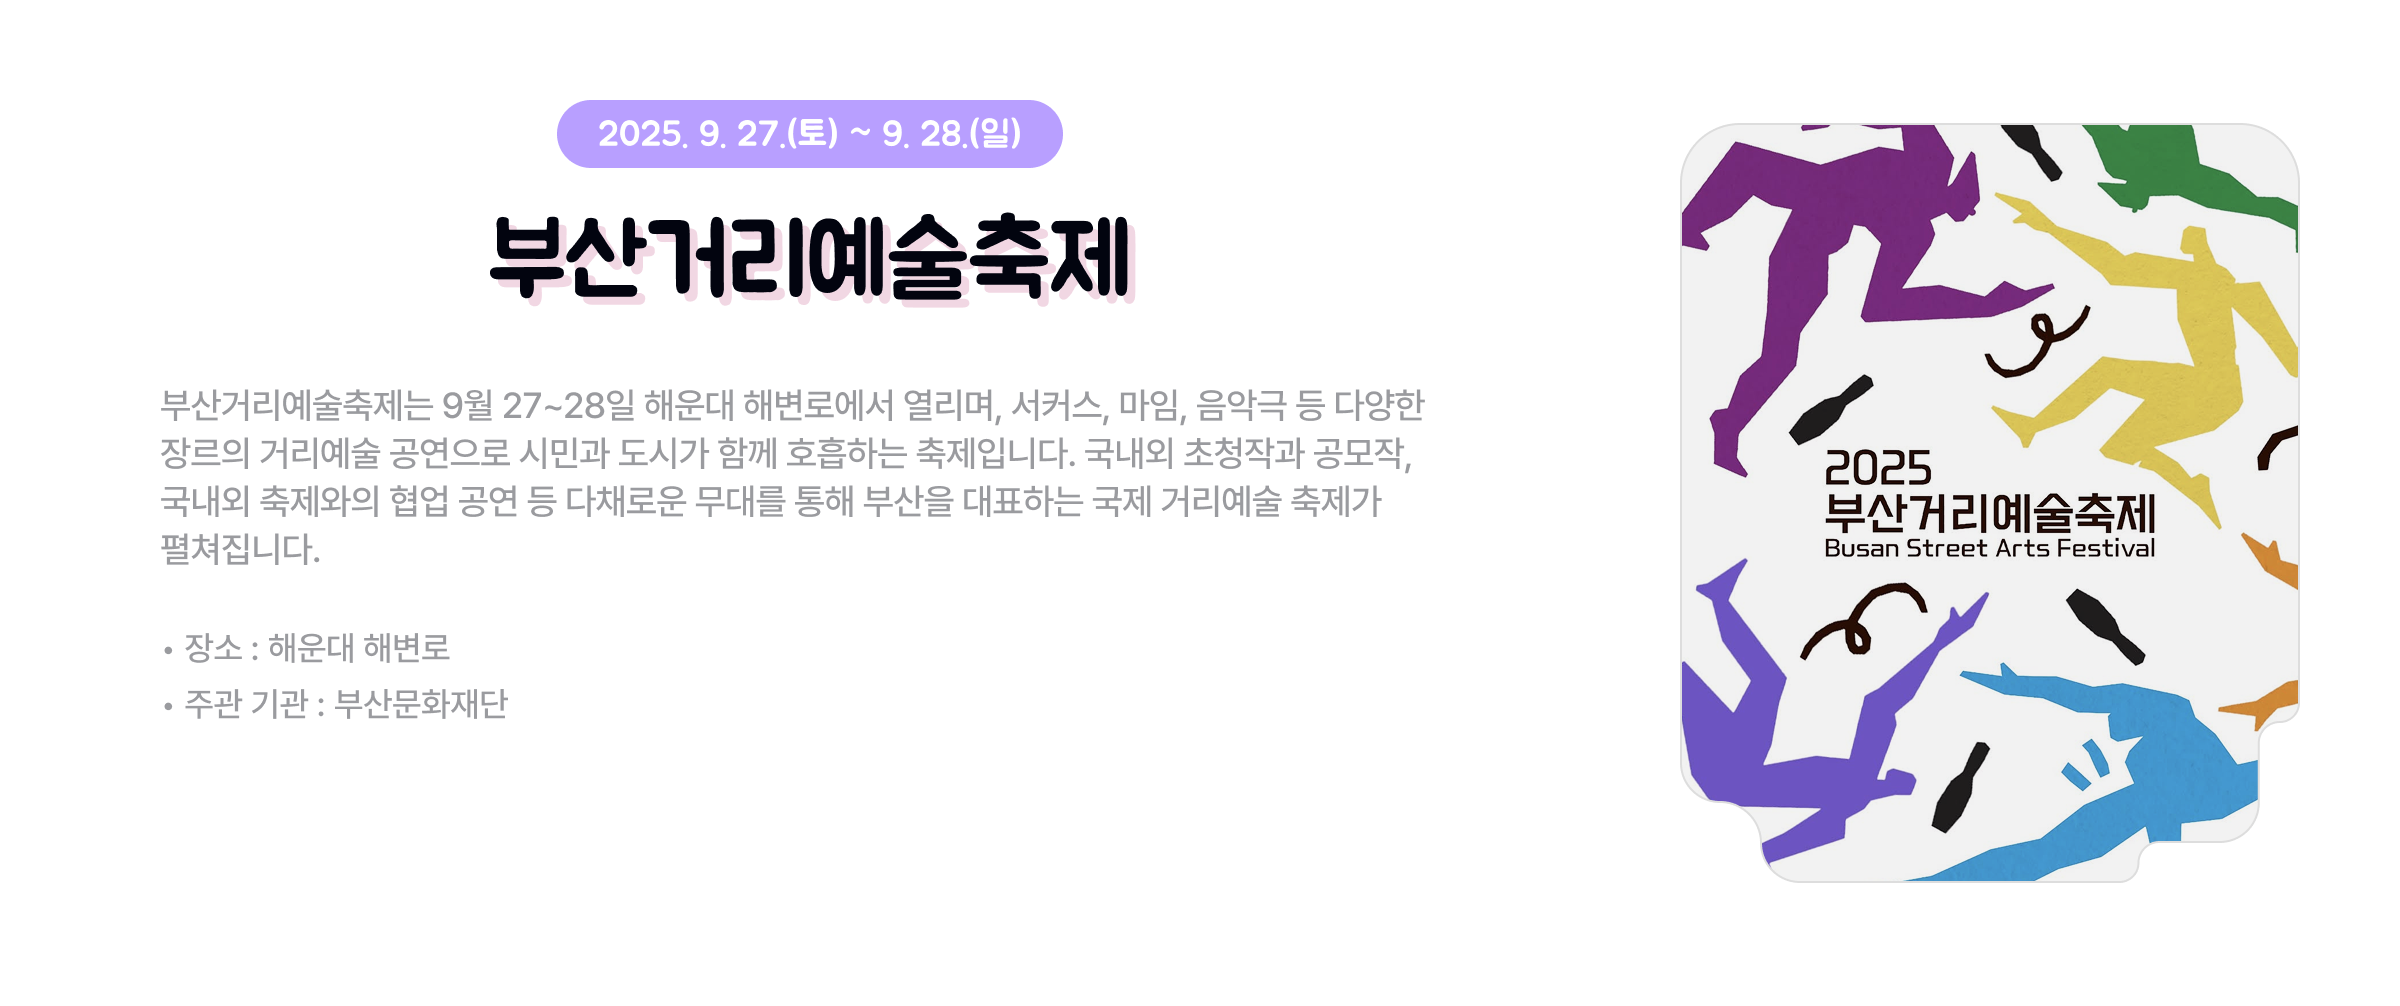 2025. 9. 27.(토) ~ 9. 28.(일)
부산거리예술축제
부산거리예술축제는 9월 27~28일 해운대 해변로에서 열리며, 서커스, 마임, 음악극 등 다양한
장르의 거리예술 공연으로 시민과 도시가 함께 호흡하는 축제입니다. 국내외 초청작과 공모작,
국내외 축제와의 협업 공연 등 다채로운 무대를 통해 부산을 대표하는 국제 거리예술 축제가
펼쳐집니다.
• 장소 : 해운대 해변로
• 주관 기관 : 부산문화재단
2025
부산거리예술축제
Busan Street Arts Festival